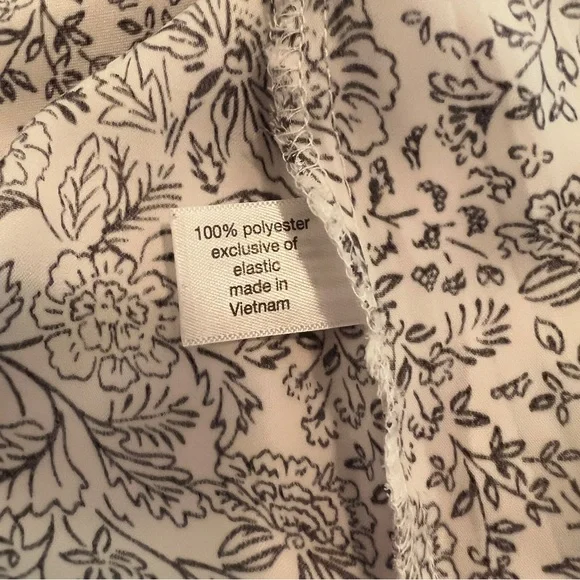 100% polyester
exclusive of
elastic
made in
Vietnam